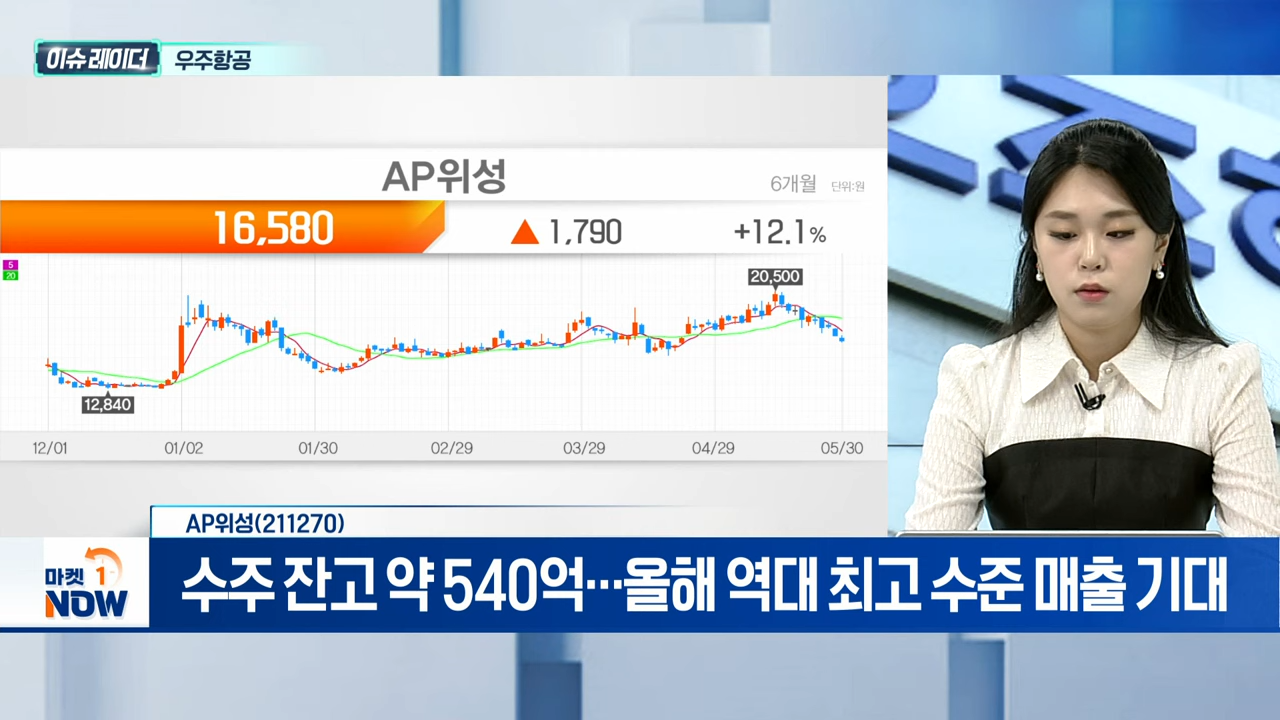 이슈 레이더 우주항공
AP위성
6개월 단위:원
16,580 ▲ 1,790 +12.1%
5
20
20,500
12,840
12/01 01/02 01/30 02/29 03/29 04/29 05/30
AP위성(211270)
마켓 1
NOW
수주 잔고 약 540억…올해 역대 최고 수준 매출 기대